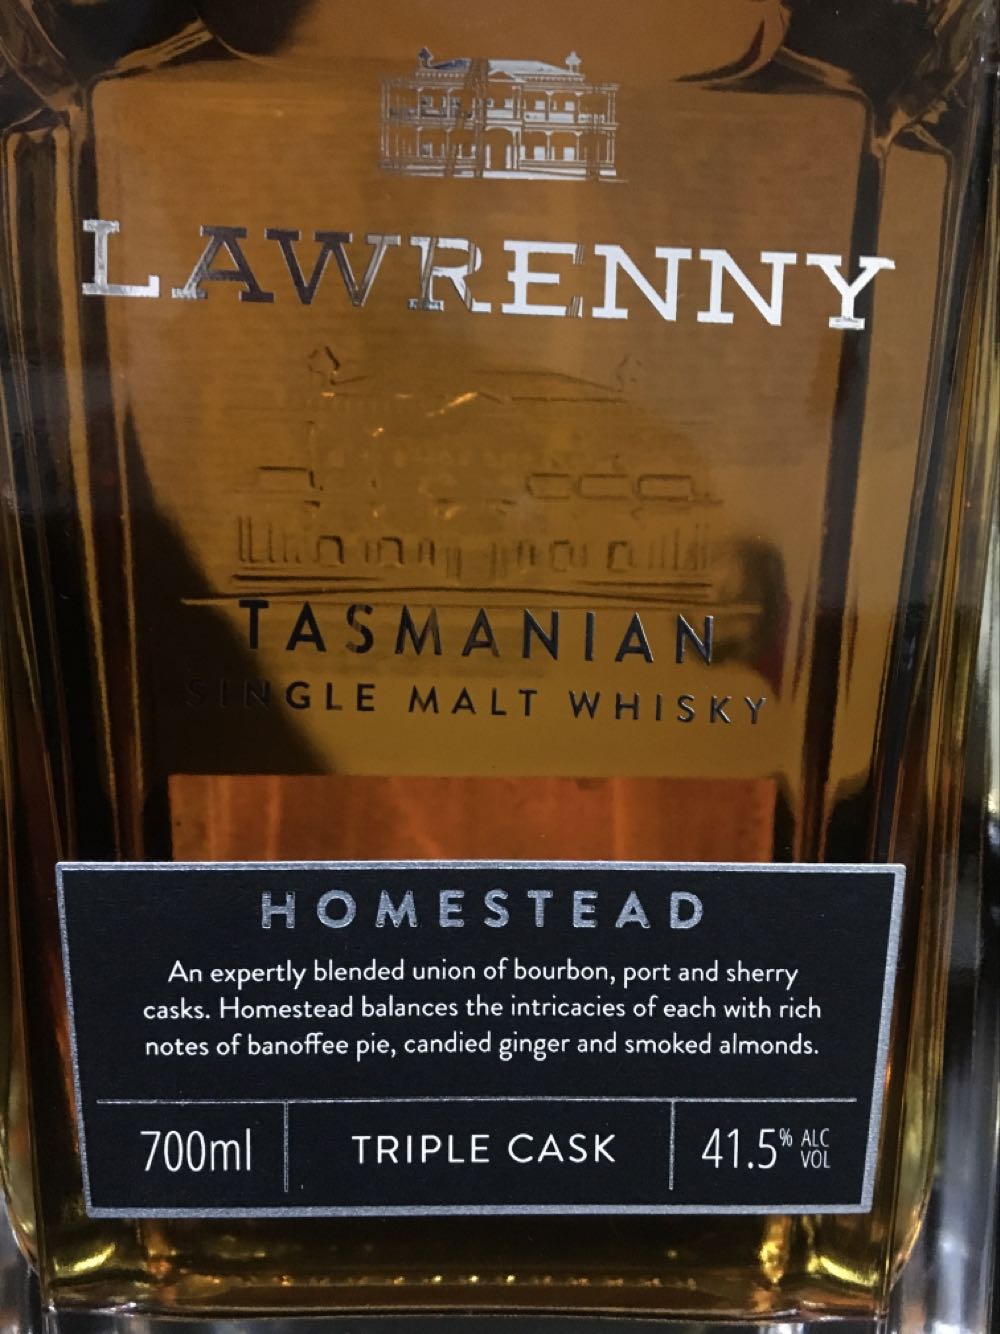 LAWRENNY
TASMANIAN
SINGLE MALT WHISKY
HOMESTEAD
An expertly blended union of bourbon, port and sherry
casks. Homestead balances the intricacies of each with rich
notes of banoffee pie, candied ginger and smoked almonds.
700ml TRIPLE CASK 41.5% ALC VOL